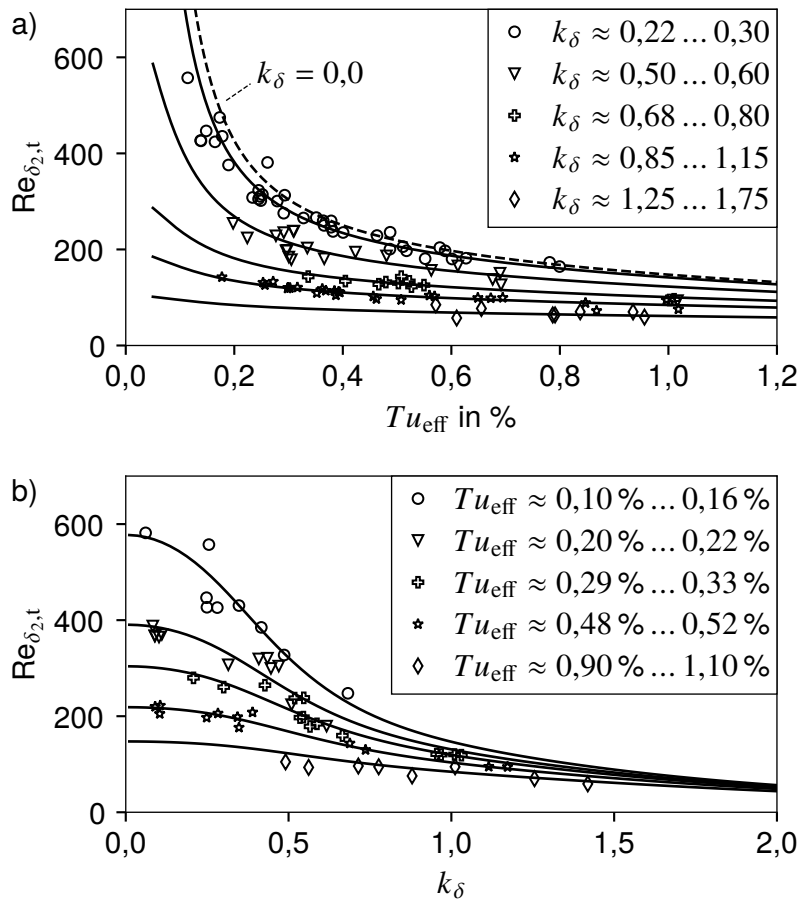 a)
600
400
200
0
Re_{δ₂,t}
k_δ = 0,0
k_δ ≈ 0,22 … 0,30
k_δ ≈ 0,50 … 0,60
k_δ ≈ 0,68 … 0,80
k_δ ≈ 0,85 … 1,15
k_δ ≈ 1,25 … 1,75
0,0 0,2 0,4 0,6 0,8 1,0 1,2
Tu_eff in %
b)
600
400
200
0
Re_{δ₂,t}
Tu_eff ≈ 0,10 % … 0,16 %
Tu_eff ≈ 0,20 % … 0,22 %
Tu_eff ≈ 0,29 % … 0,33 %
Tu_eff ≈ 0,48 % … 0,52 %
Tu_eff ≈ 0,90 % … 1,10 %
0,0 0,5 1,0 1,5 2,0
k_δ